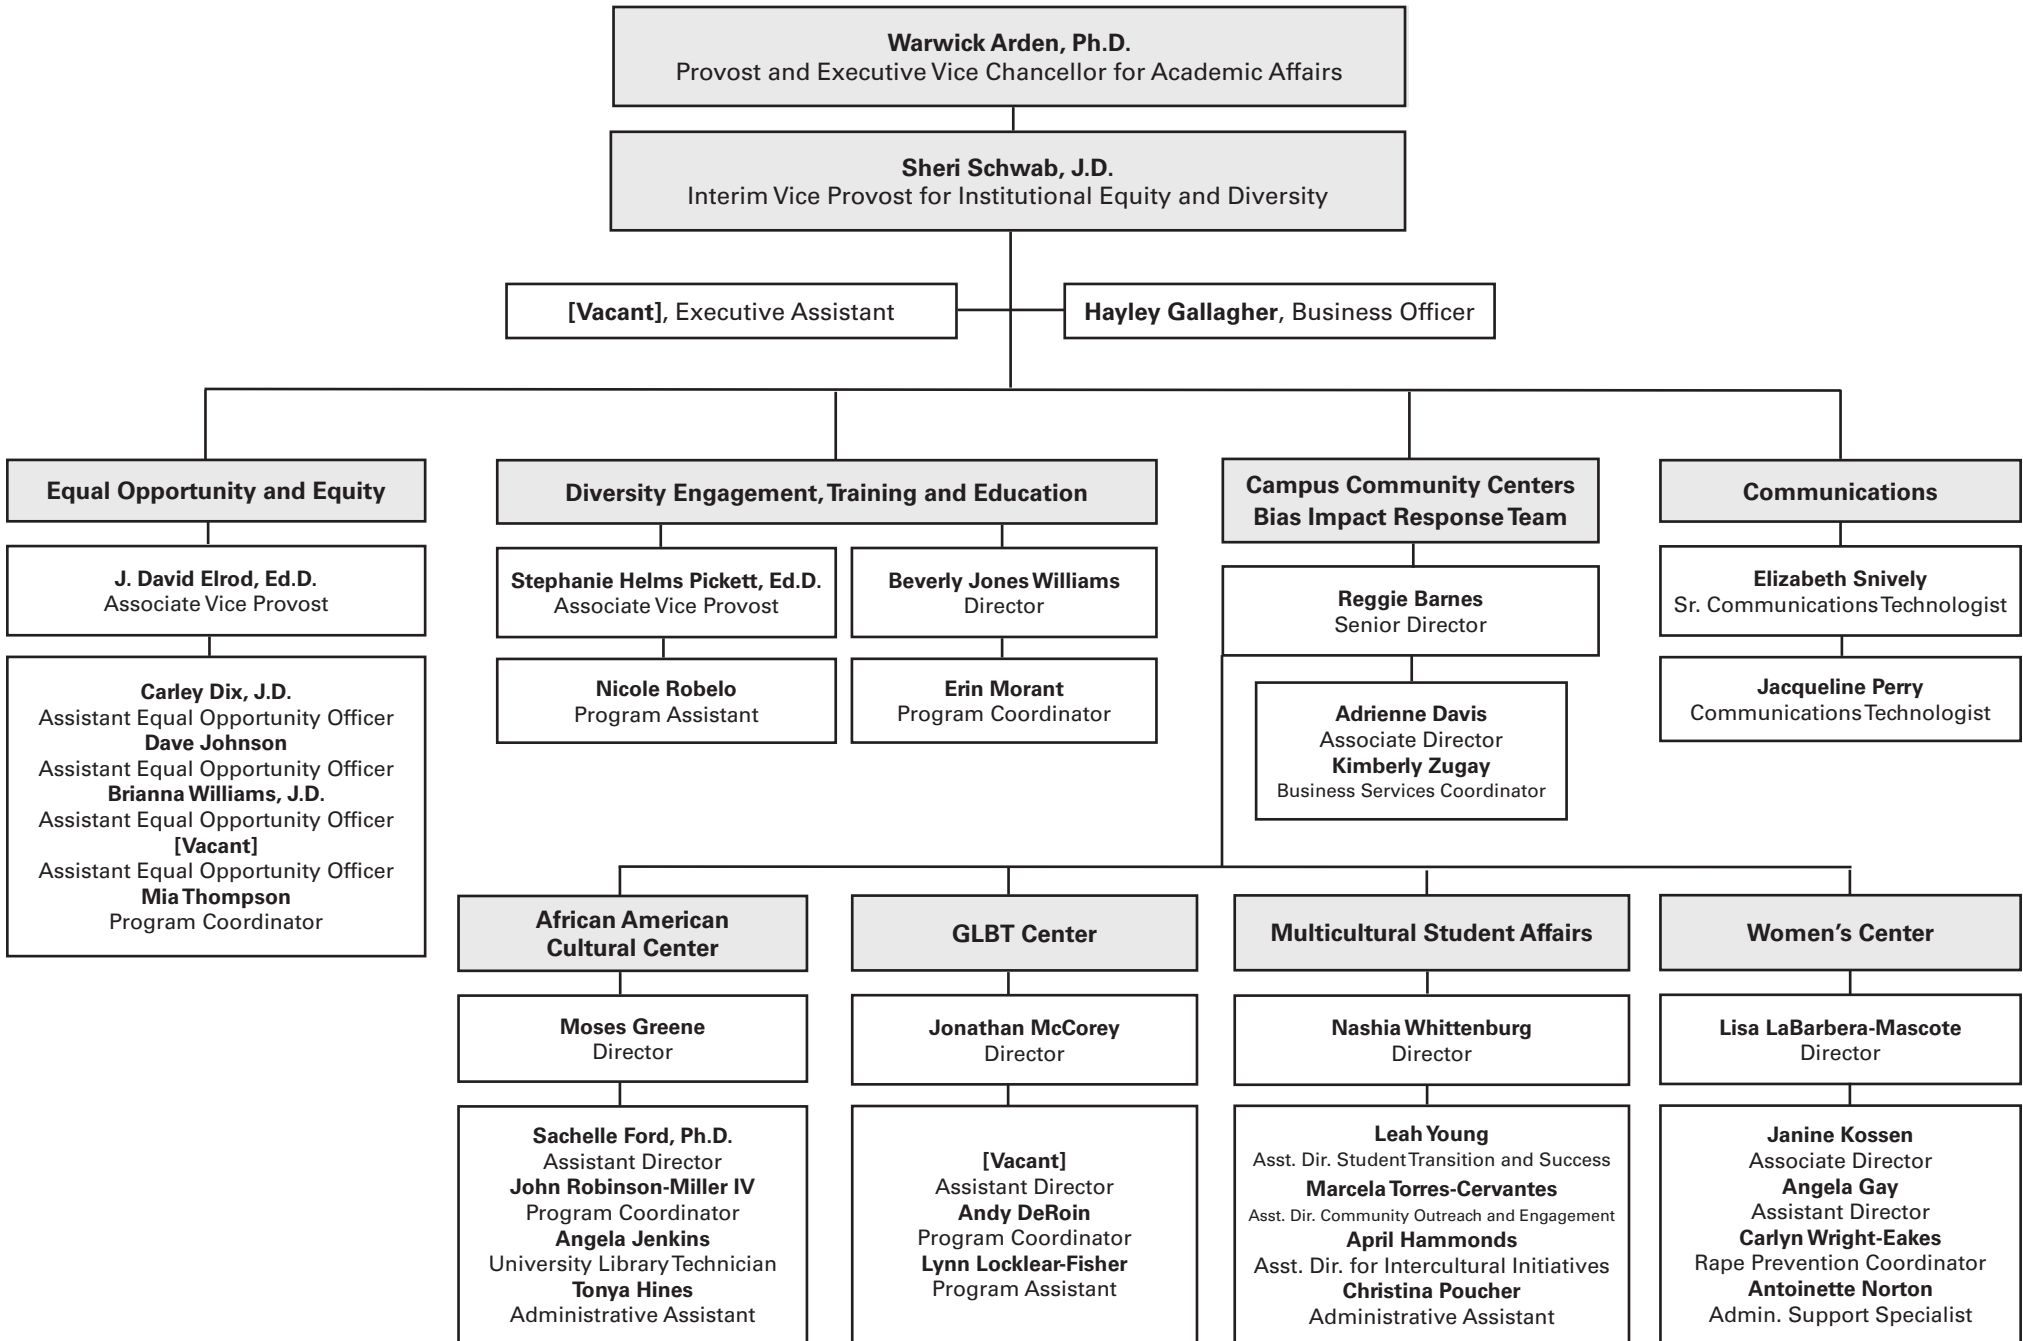 Warwick Arden, Ph.D.
Provost and Executive Vice Chancellor for Academic Affairs
Sheri Schwab, J.D.
Interim Vice Provost for Institutional Equity and Diversity
[Vacant], Executive Assistant
Hayley Gallagher, Business Officer
Equal Opportunity and Equity
J. David Elrod, Ed.D.
Associate Vice Provost
Carley Dix, J.D.
Assistant Equal Opportunity Officer
Dave Johnson
Assistant Equal Opportunity Officer
Brianna Williams, J.D.
Assistant Equal Opportunity Officer
[Vacant]
Assistant Equal Opportunity Officer
Mia Thompson
Program Coordinator
Diversity Engagement, Training and Education
Stephanie Helms Pickett, Ed.D.
Associate Vice Provost
Nicole Robelo
Program Assistant
Beverly Jones Williams
Director
Erin Morant
Program Coordinator
Campus Community Centers
Bias Impact Response Team
Reggie Barnes
Senior Director
Adrienne Davis
Associate Director
Kimberly Zugay
Business Services Coordinator
Communications
Elizabeth Snively
Sr. Communications Technologist
Jacqueline Perry
Communications Technologist
African American
Cultural Center
Moses Greene
Director
Sachelle Ford, Ph.D.
Assistant Director
John Robinson-Miller IV
Program Coordinator
Angela Jenkins
University Library Technician
Tonya Hines
Administrative Assistant
GLBT Center
Jonathan McCorey
Director
[Vacant]
Assistant Director
Andy DeRoin
Program Coordinator
Lynn Locklear-Fisher
Program Assistant
Multicultural Student Affairs
Nashia Whittenburg
Director
Leah Young
Asst. Dir. Student Transition and Success
Marcela Torres-Cervantes
Asst. Dir. Community Outreach and Engagement
April Hammonds
Asst. Dir. for Intercultural Initiatives
Christina Poucher
Administrative Assistant
Women's Center
Lisa LaBarbera-Mascote
Director
Janine Kossen
Associate Director
Angela Gay
Assistant Director
Carlyn Wright-Eakes
Rape Prevention Coordinator
Antoinette Norton
Admin. Support Specialist